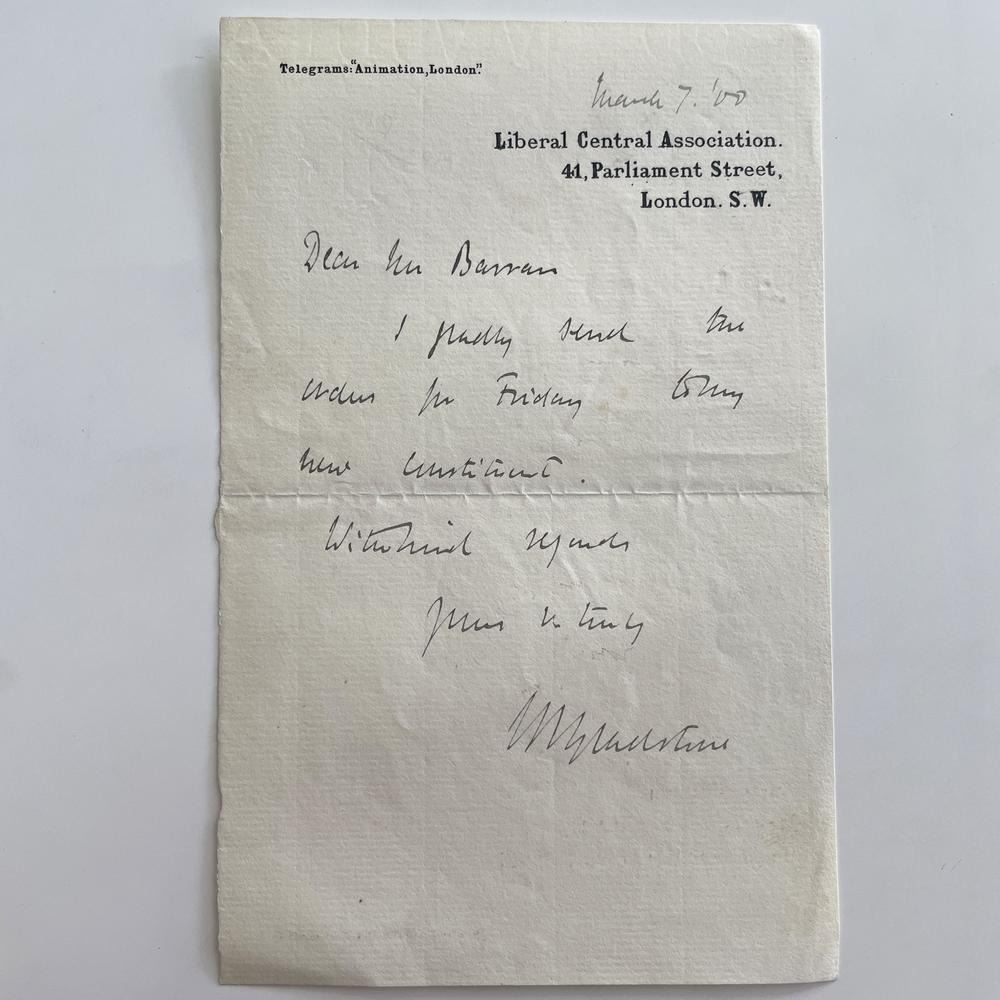 Telegrams: "Animation, London".
March 7. '00
Liberal Central Association.
41, Parliament Street,
London. S.W.
Dear Mr Barran
I gladly send the
orders for Friday to my
new constituent.
With kind regards
Yours v. truly
Gladstone